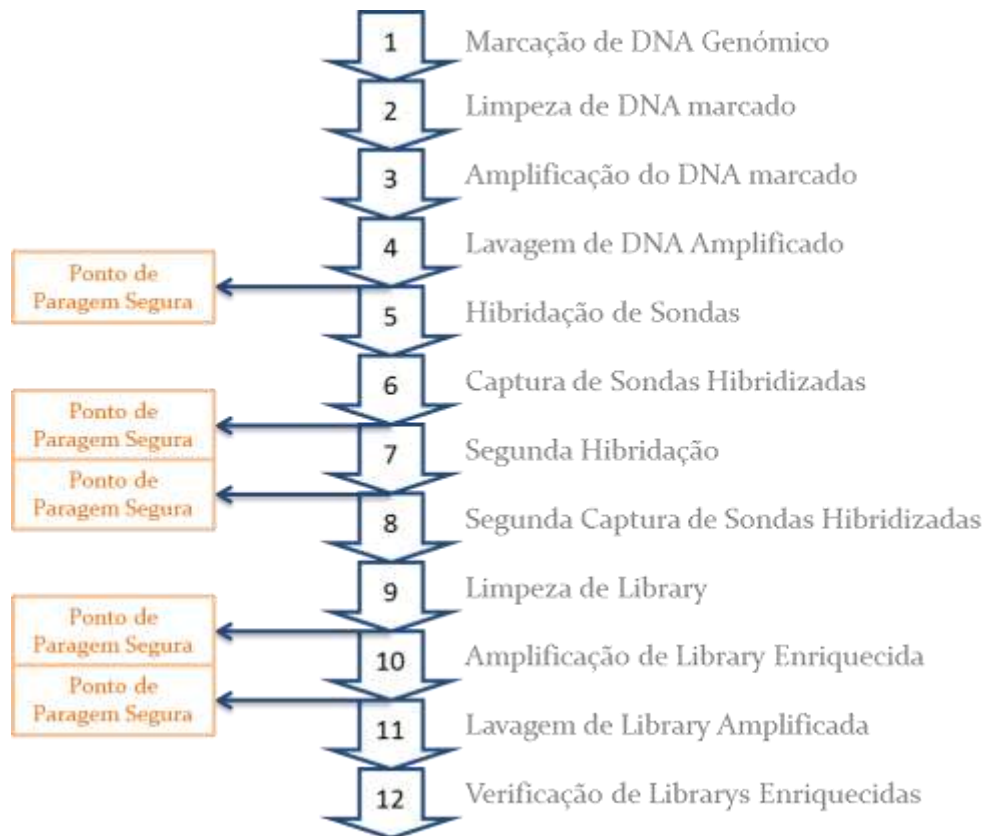 1 Marcação de DNA Genómico
2 Limpeza de DNA marcado
3 Amplificação do DNA marcado
4 Lavagem de DNA Amplificado
Ponto de
Paragem Segura
5 Hibridação de Sondas
6 Captura de Sondas Hibridizadas
Ponto de
Paragem Segura
7 Segunda Hibridação
Ponto de
Paragem Segura
8 Segunda Captura de Sondas Hibridizadas
9 Limpeza de Library
Ponto de
Paragem Segura
10 Amplificação de Library Enriquecida
Ponto de
Paragem Segura
11 Lavagem de Library Amplificada
12 Verificação de Librarys Enriquecidas